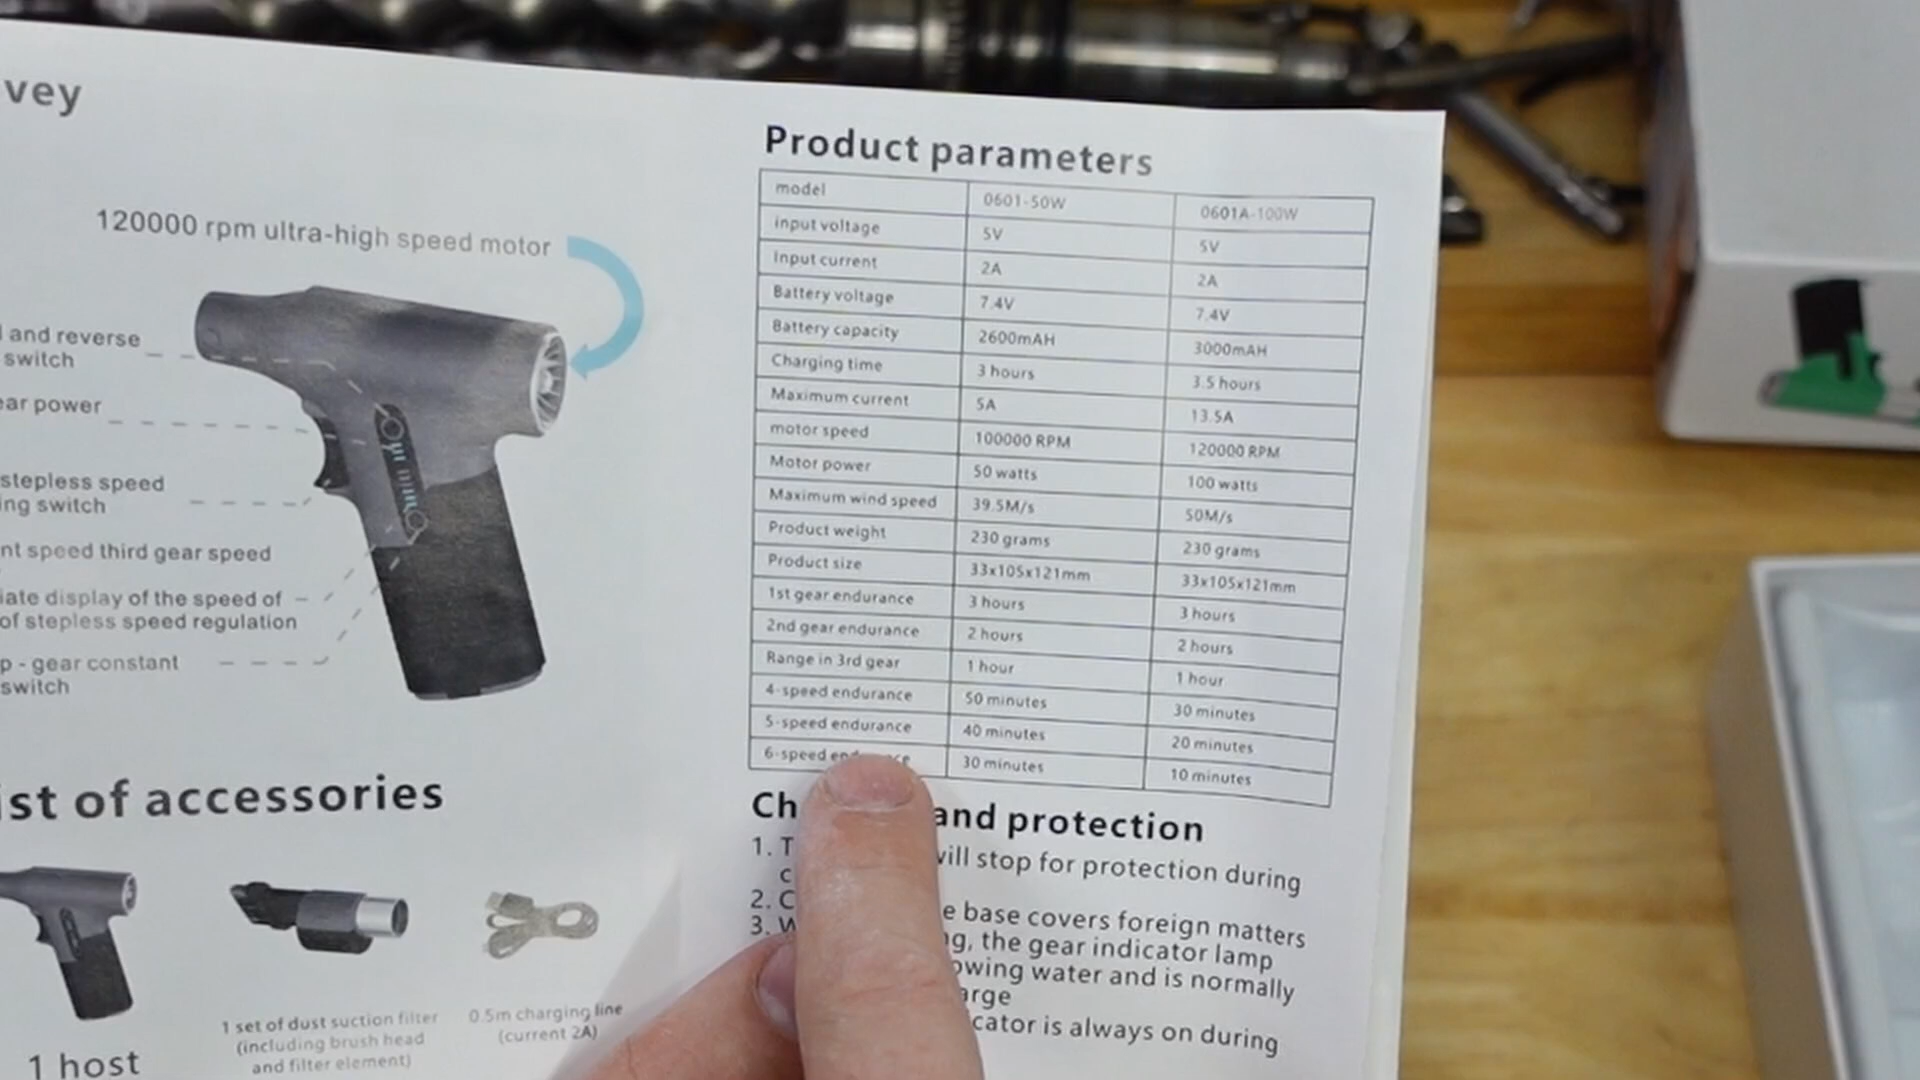 vey
120000 rpm ultra-high speed motor
and reverse
switch
ear power
stepless speed
ing switch
nt speed third gear speed
iate display of the speed of
of stepless speed regulation
p - gear constant
switch
ist of accessories
1 host
1 set of dust suction filter
(including brush head
and filter element)
0.5m charging line
(current 2A)
Product parameters
model 0601-50W 0601A-100W
input voltage 5V 5V
Input current 2A 2A
Battery voltage 7.4V 7.4V
Battery capacity 2600mAH 3000mAH
Charging time 3 hours 3.5 hours
Maximum current 5A 13.5A
motor speed 100000 RPM 120000 RPM
Motor power 50 watts 100 watts
Maximum wind speed 39.5M/s 50M/s
Product weight 230 grams 230 grams
Product size 33x105x121mm 33x105x121mm
1st gear endurance 3 hours 3 hours
2nd gear endurance 2 hours 2 hours
Range in 3rd gear 1 hour 1 hour
4-speed endurance 50 minutes 30 minutes
5-speed endurance 40 minutes 20 minutes
6-speed 30 minutes 10 minutes
Ch and protection
1. T will stop for protection during
c
2. C e base covers foreign matters
3. W g, the gear indicator lamp
owing water and is normally
arge
cator is always on during